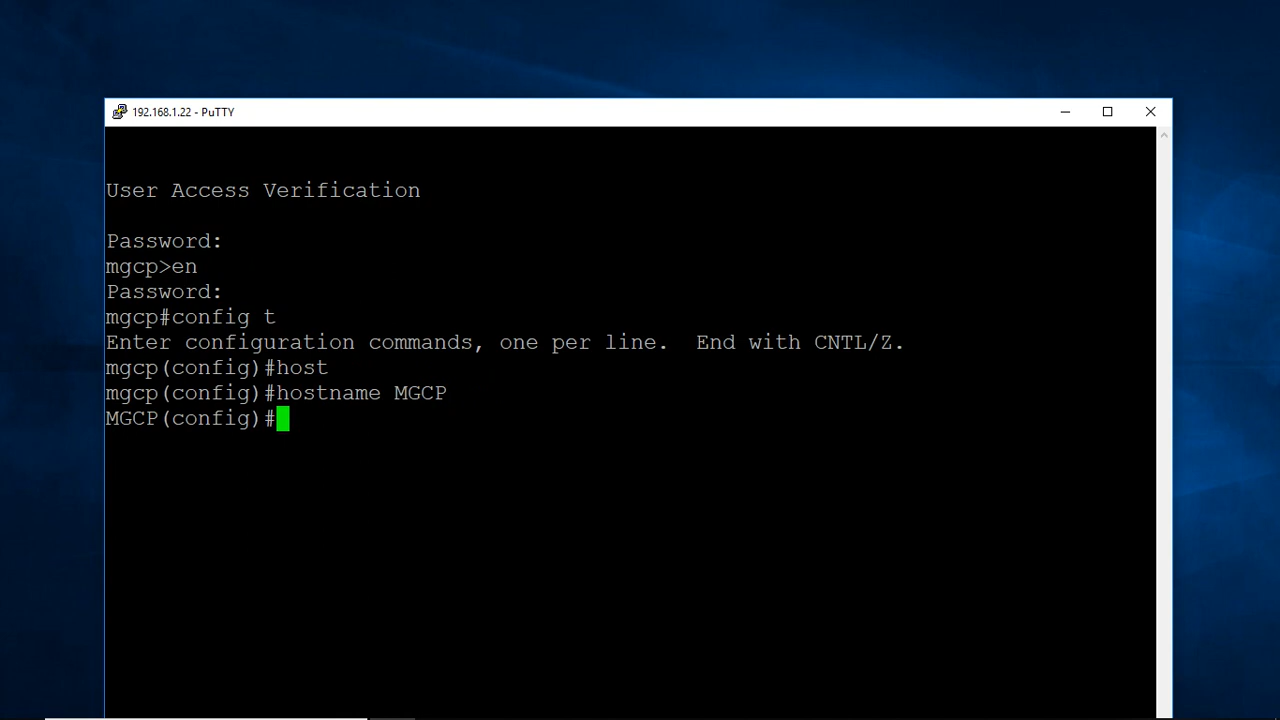 192.168.1.22 - PuTTY
User Access Verification
Password:
mgcp>en
Password:
mgcp#config t
Enter configuration commands, one per line.  End with CNTL/Z.
mgcp(config)#host
mgcp(config)#hostname MGCP
MGCP(config)#